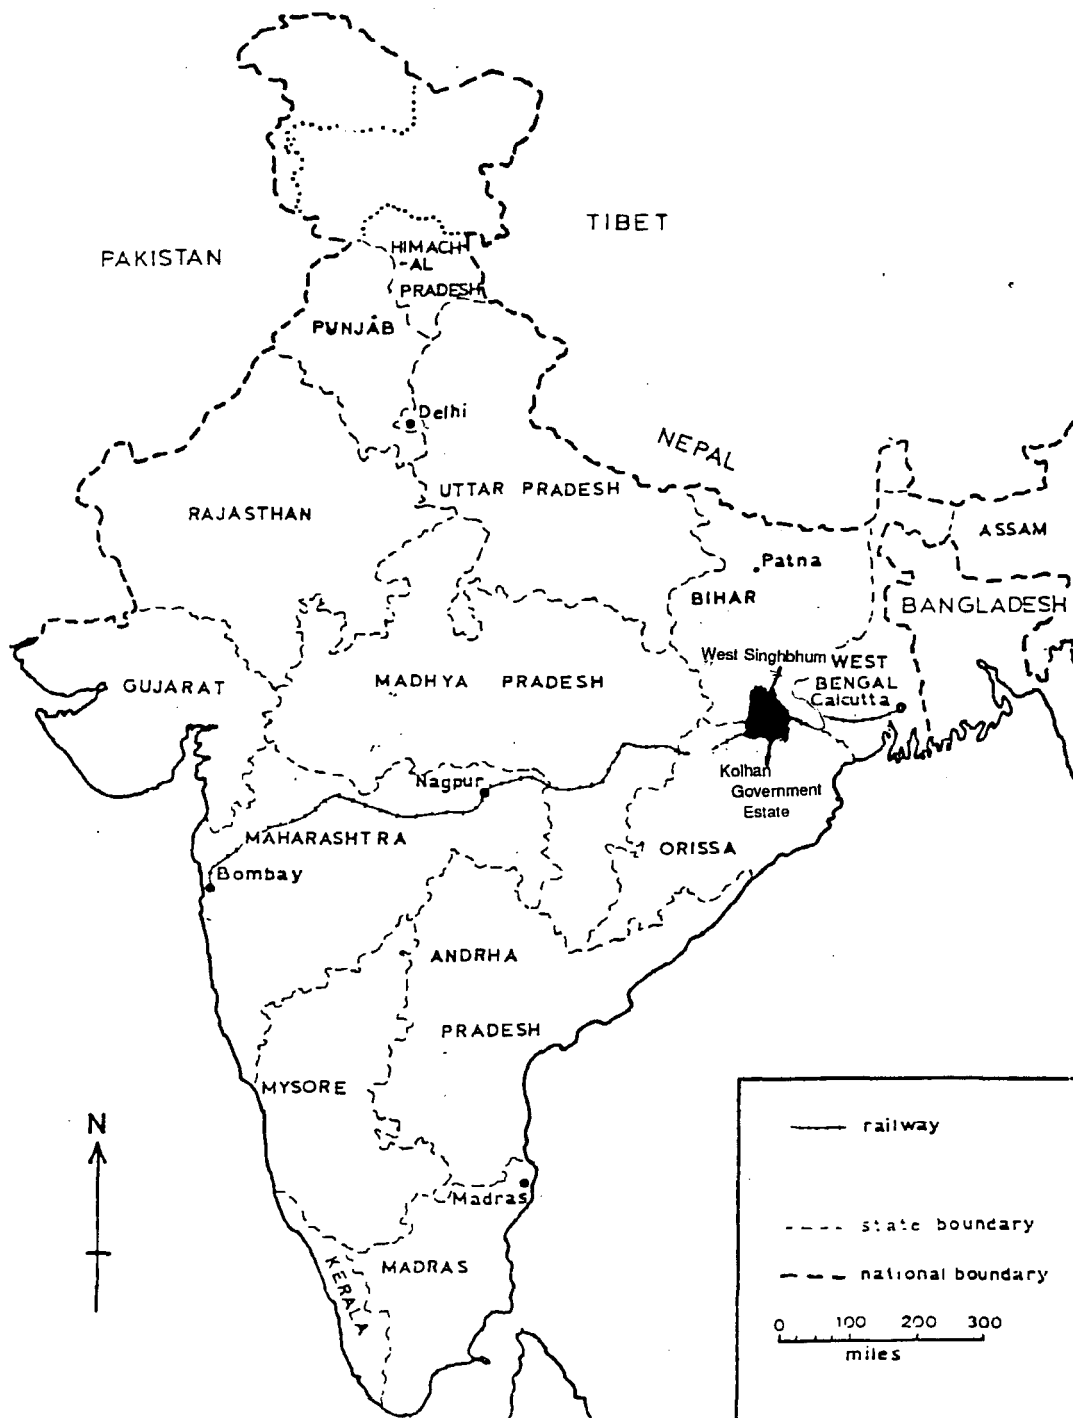 TIBET
PAKISTAN
HIMACH
-AL
PRADESH
PUNJAB
Delhi
NEPAL
UTTAR PRADESH
RAJASTHAN
ASSAM
Patna
BIHAR
BANGLADESH
West Singhbhum
WEST
BENGAL
GUJARAT
MADHYA PRADESH
Calcutta
Kolhan
Government
Estate
Nagpur
MAHARASHTRA
ORISSA
Bombay
ANDRHA
PRADESH
MYSORE
N
railway
Madras
state boundary
KERALA
MADRAS
national boundary
0 100 200 300
miles